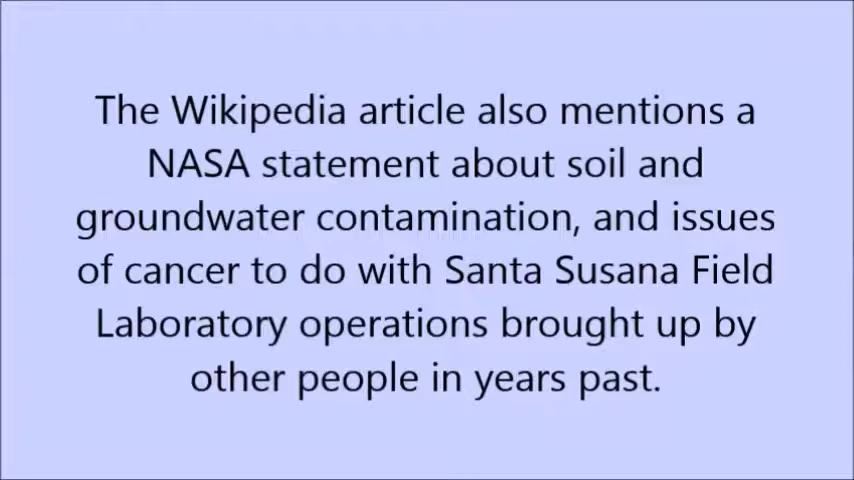 The Wikipedia article also mentions a
NASA statement about soil and
groundwater contamination, and issues
of cancer to do with Santa Susana Field
Laboratory operations brought up by
other people in years past.